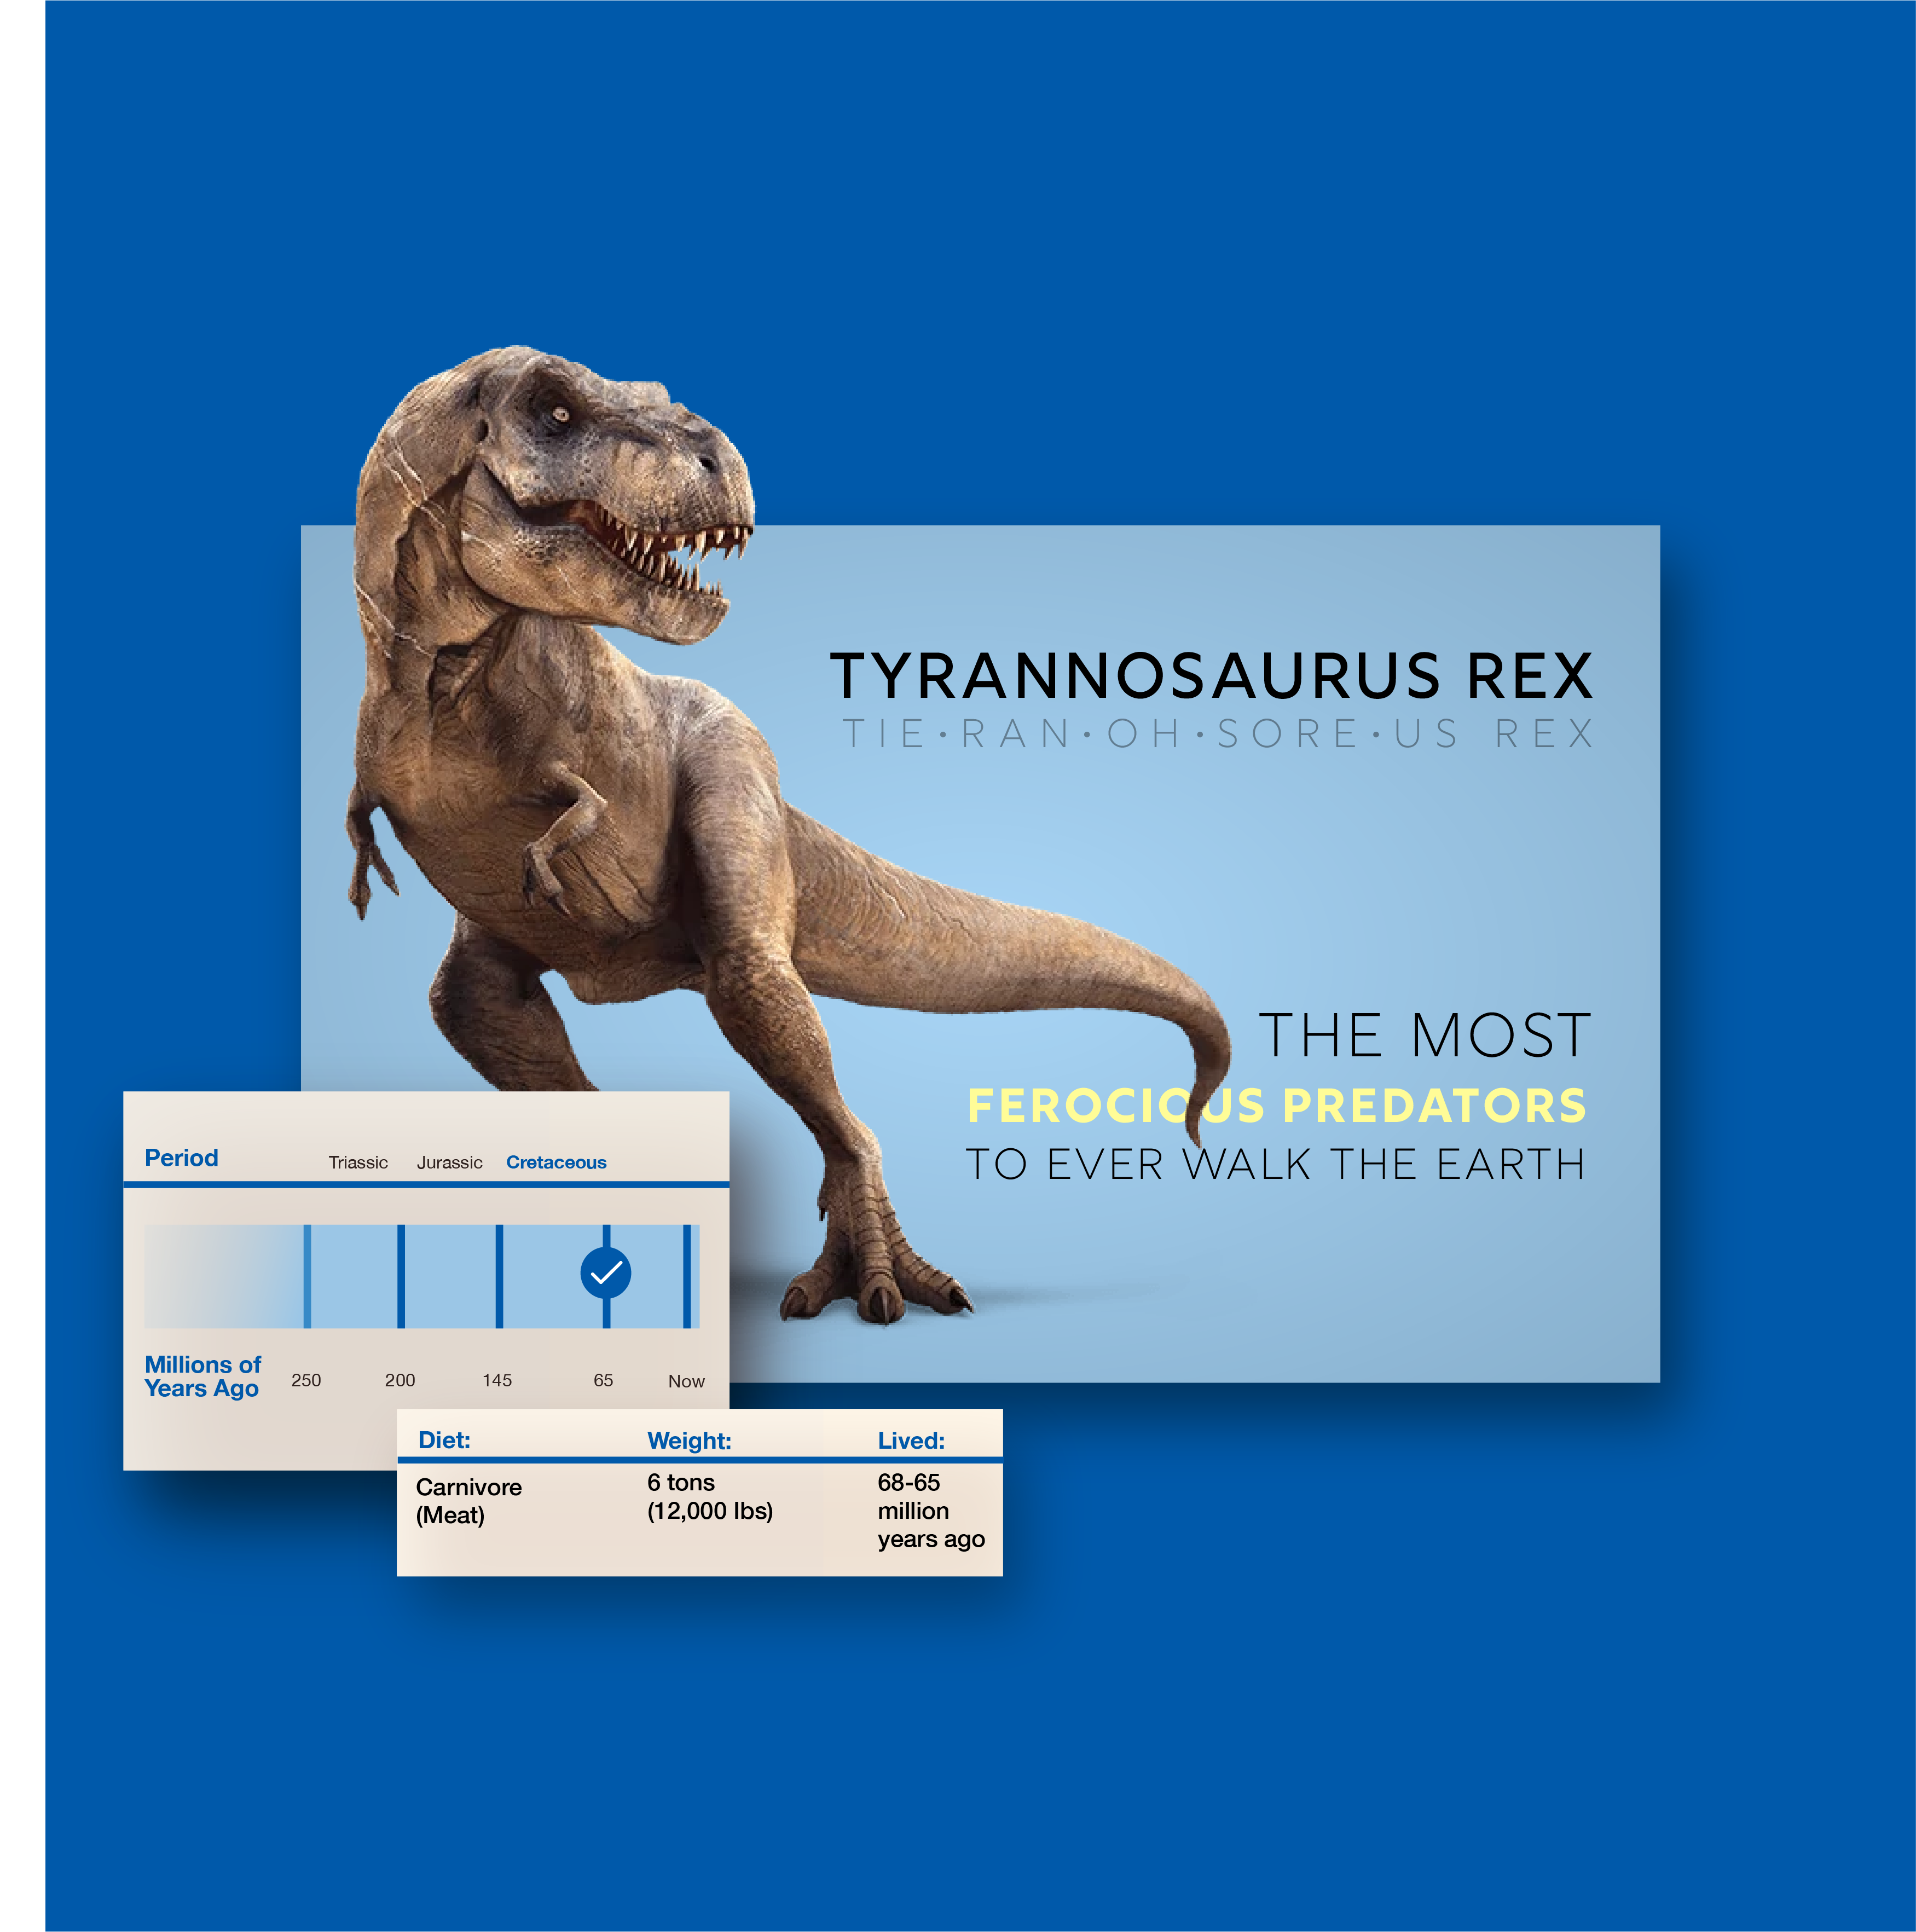 TYRANNOSAURUS REX
TIE•RAN•OH•SORE•US REX
THE MOST
FEROCIOUS PREDATORS
TO EVER WALK THE EARTH
Period Triassic Jurassic Cretaceous
Millions of
Years Ago 250 200 145 65 Now
Diet: Weight: Lived:
Carnivore 6 tons 68-65
(Meat) (12,000 lbs) million
years ago